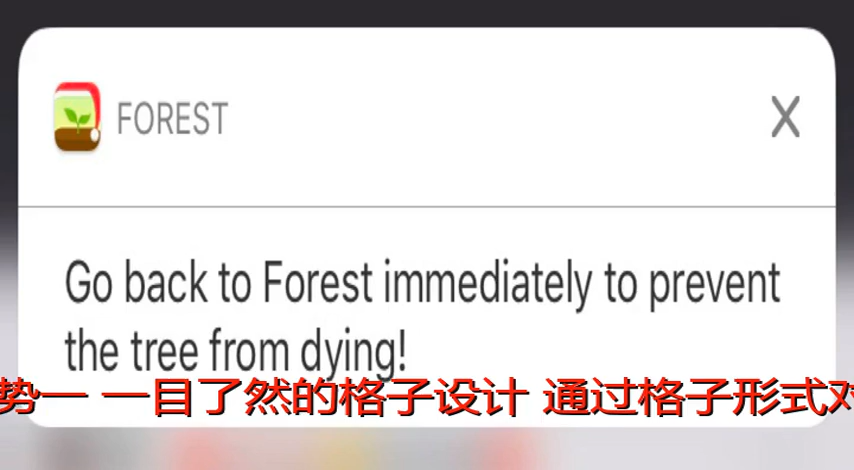 FOREST
X
Go back to Forest immediately to prevent
the tree from dying!
势一 一目了然的格子设计 通过格子形式对